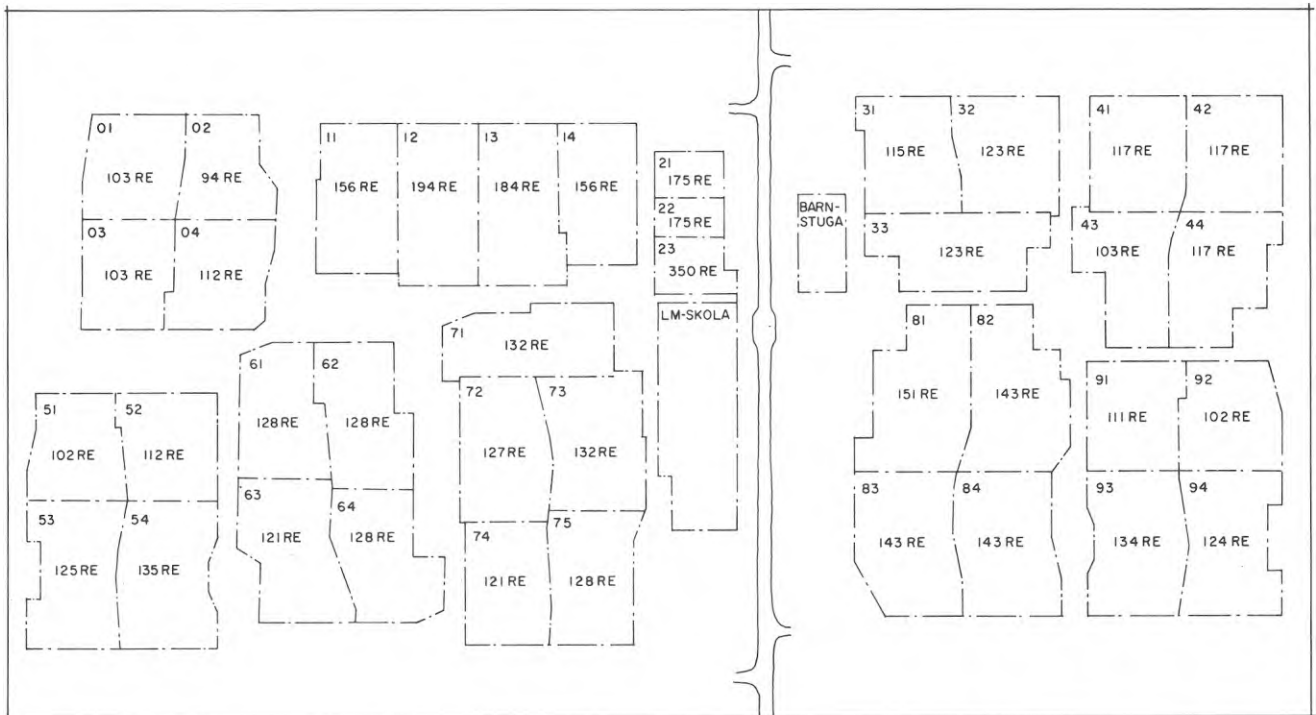 01
103 RE
02
94 RE
03
103 RE
04
112 RE
11
156 RE
12
194 RE
13
184 RE
14
156 RE
21
175 RE
22
175 RE
23
350 RE
LM-SKOLA
BARN-
STUGA
31
115 RE
32
123 RE
33
123 RE
41
117 RE
42
117 RE
43
103 RE
44
117 RE
51
102 RE
52
112 RE
53
125 RE
54
135 RE
61
128 RE
62
128 RE
63
121 RE
64
128 RE
71
132 RE
72
127 RE
73
132 RE
74
121 RE
75
128 RE
81
151 RE
82
143 RE
83
143 RE
84
143 RE
91
111 RE
92
102 RE
93
134 RE
94
124 RE